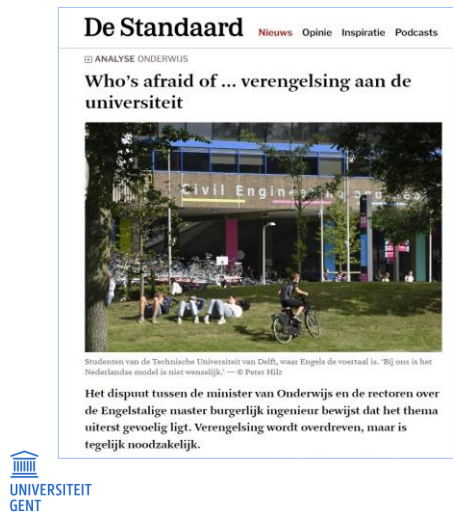 De Standaard
Nieuws Opinie Inspiratie Podcasts
ANALYSE ONDERWIJS
Who's afraid of ... verengelsing aan de
universiteit
Civil Engine
Studenten van de Technische Universiteit van Delft, waar Engels de voertaal is. ‘Bij ons is het
Nederlandse model is niet wenselijk.’ — © Peter Hilz
Het dispuut tussen de minister van Onderwijs en de rectoren over
de Engelstalige master burgerlijk ingenieur bewijst dat het thema
uiterst gevoelig ligt. Verengelsing wordt overdreven, maar is
tegelijk noodzakelijk.
UNIVERSITEIT
GENT